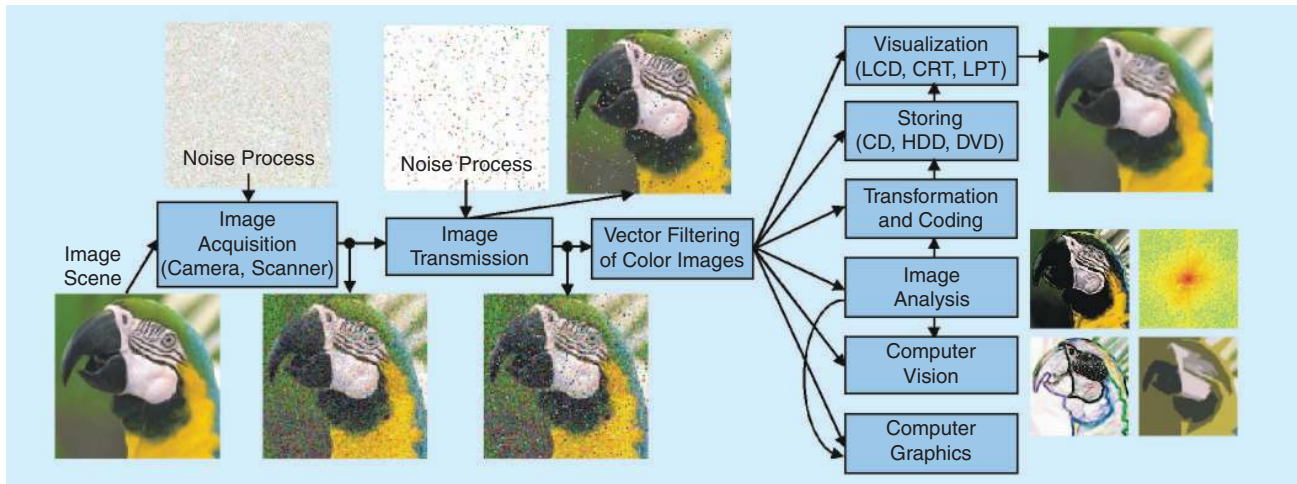 Noise Process
Noise Process
Image
Scene
Image
Acquisition
(Camera, Scanner)
Image
Transmission
Vector Filtering
of Color Images
Visualization
(LCD, CRT, LPT)
Storing
(CD, HDD, DVD)
Transformation
and Coding
Image
Analysis
Computer
Vision
Computer
Graphics